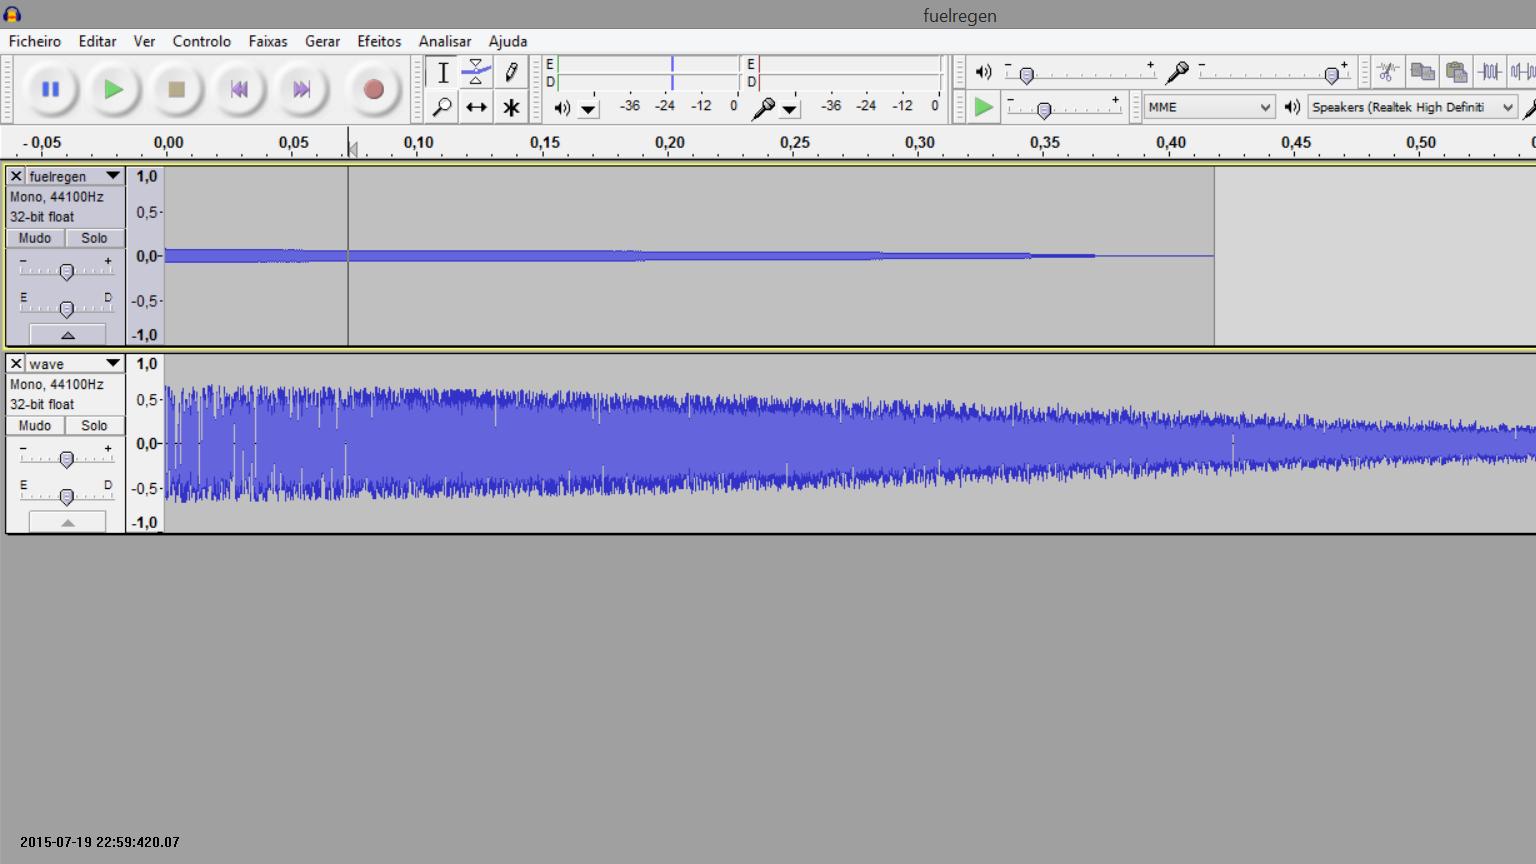 fuelregen
Ficheiro Editar Ver Controlo Faixas Gerar Efeitos Analisar Ajuda
E
D
-36 -24 -12 0
E
D
-36 -24 -12 0
- + - +
- + MME Speakers (Realtek High Definiti
- 0,05 0,00 0,05 0,10 0,15 0,20 0,25 0,30 0,35 0,40 0,45 0,50
fuelregen
Mono, 44100Hz
32-bit float
Mudo Solo
- +
E D
1,0
0,5-
0,0-
-0,5-
-1,0
wave
Mono, 44100Hz
32-bit float
Mudo Solo
- +
E D
1,0
0,5-
0,0-
-0,5-
-1,0
2015-07-19 22:59:420.07